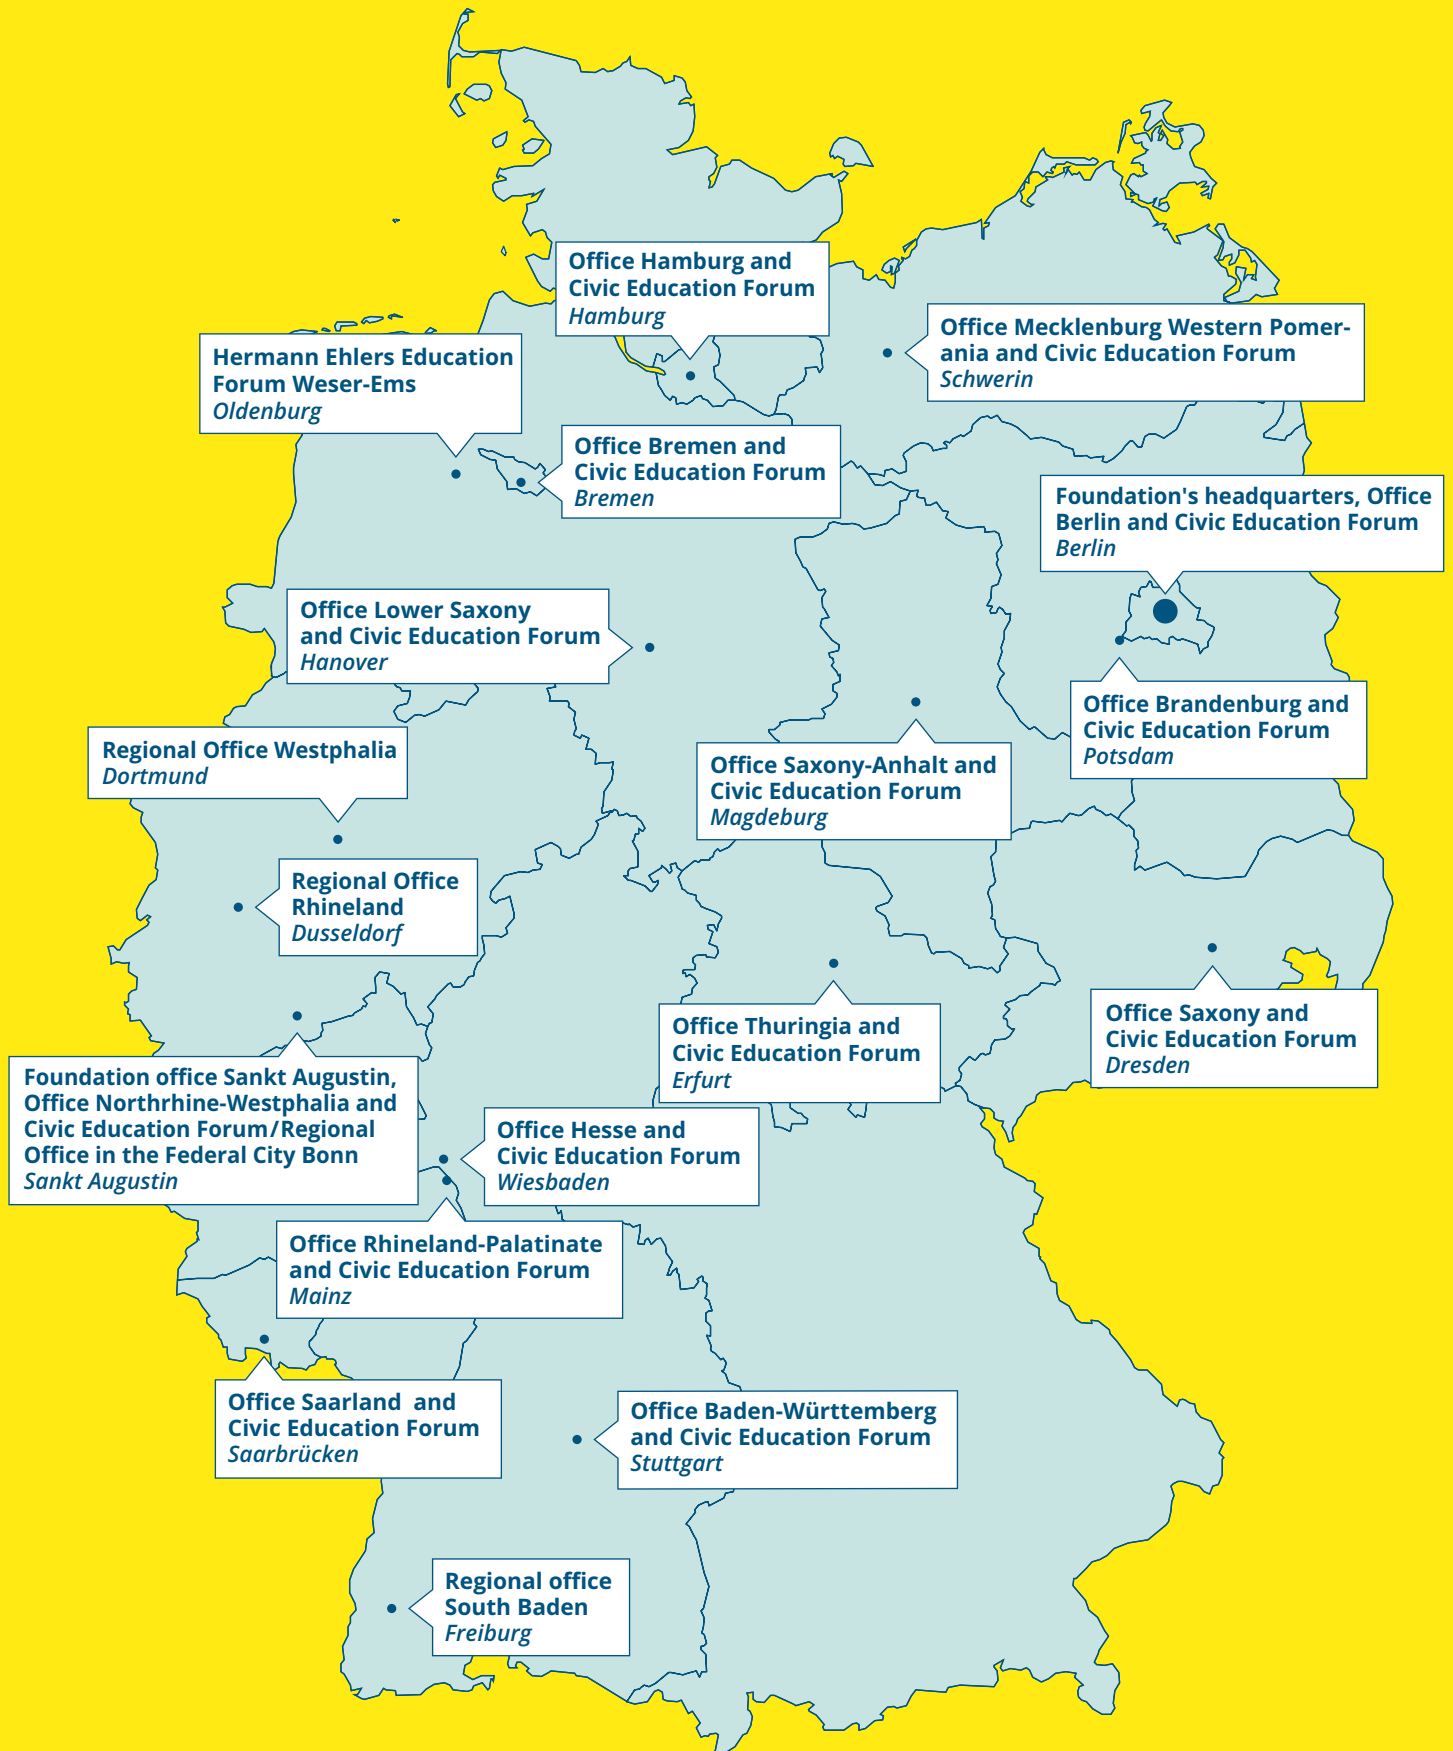 Office Hamburg and
Civic Education Forum
Hamburg
Office Mecklenburg Western Pomer-
ania and Civic Education Forum
Schwerin
Hermann Ehlers Education
Forum Weser-Ems
Oldenburg
Office Bremen and
Civic Education Forum
Bremen
Foundation's headquarters, Office
Berlin and Civic Education Forum
Berlin
Office Lower Saxony
and Civic Education Forum
Hanover
Office Brandenburg and
Civic Education Forum
Potsdam
Regional Office Westphalia
Dortmund
Office Saxony-Anhalt and
Civic Education Forum
Magdeburg
Regional Office
Rhineland
Dusseldorf
Office Saxony and
Civic Education Forum
Dresden
Office Thuringia and
Civic Education Forum
Erfurt
Foundation office Sankt Augustin,
Office Northrhine-Westphalia and
Civic Education Forum/Regional
Office in the Federal City Bonn
Sankt Augustin
Office Hesse and
Civic Education Forum
Wiesbaden
Office Rhineland-Palatinate
and Civic Education Forum
Mainz
Office Saarland  and
Civic Education Forum
Saarbrücken
Office Baden-Württemberg
and Civic Education Forum
Stuttgart
Regional office
South Baden
Freiburg